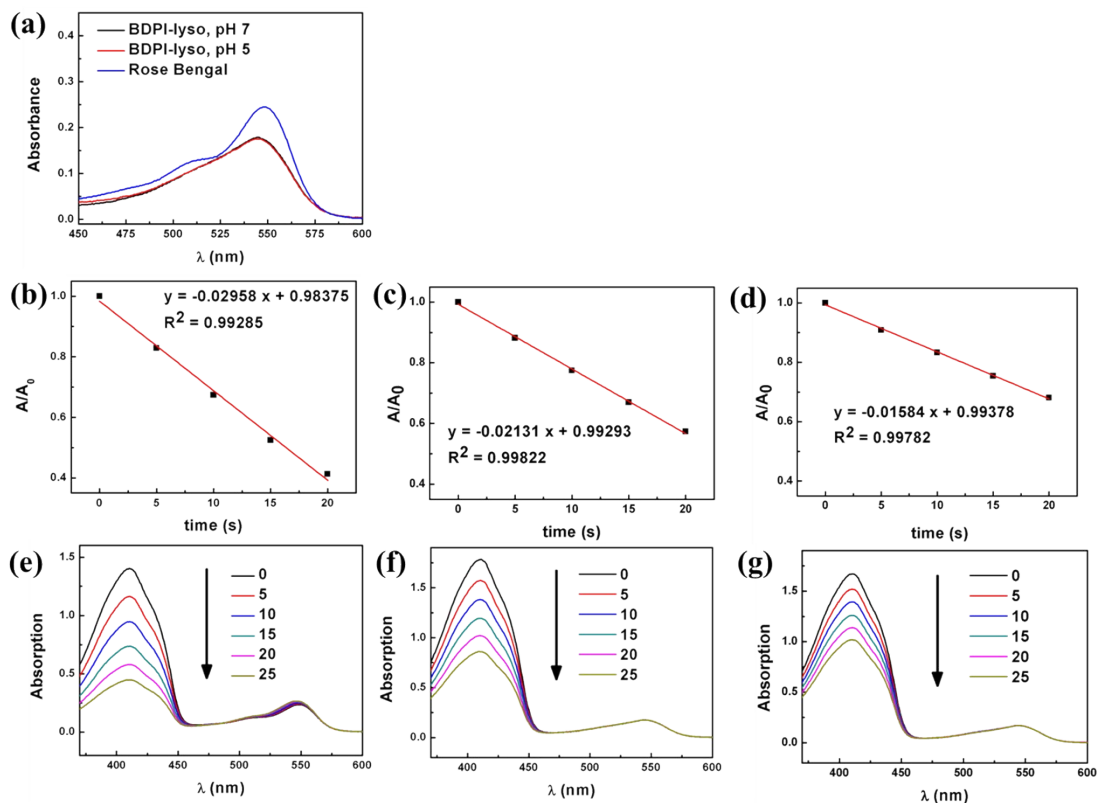 (a)
BDPI-lyso, pH 7
BDPI-lyso, pH 5
Rose Bengal
Absorbance
0.4
0.3
0.2
0.1
0.0
450 475 500 525 550 575 600
λ (nm)
(b)
y = -0.02958 x + 0.98375
R² = 0.99285
A/A₀
1.0
0.8
0.6
0.4
0 5 10 15 20
time (s)
(c)
y = -0.02131 x + 0.99293
R² = 0.99822
A/A0
1.0
0.8
0.6
0.4
0 5 10 15 20
time (s)
(d)
y = -0.01584 x + 0.99378
R² = 0.99782
A/A0
1.0
0.8
0.6
0.4
0 5 10 15 20
time (s)
(e)
0
5
10
15
20
25
Absorption
1.5
1.0
0.5
0.0
400 450 500 550 600
λ (nm)
(f)
0
5
10
15
20
25
Absorption
1.5
1.0
0.5
0.0
400 450 500 550 600
λ (nm)
(g)
0
5
10
15
20
25
Absorption
1.5
1.0
0.5
0.0
400 450 500 550 600
λ (nm)